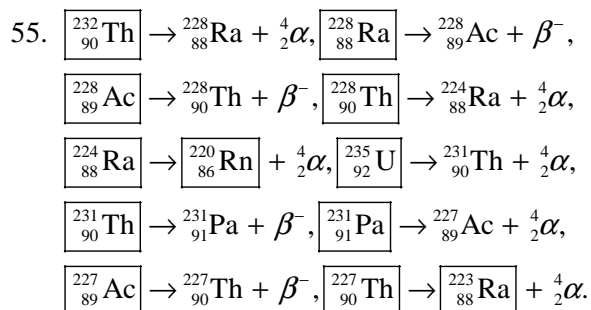 55. ²³²₉₀Th → ²²⁸₈₈Ra + ⁴₂α, ²²⁸₈₈Ra → ²²⁸₈₉Ac + β⁻,
²²⁸₈₉Ac → ²²⁸₉₀Th + β⁻, ²²⁸₉₀Th → ²²⁴₈₈Ra + ⁴₂α,
²²⁴₈₈Ra → ²²⁰₈₆Rn + ⁴₂α, ²³⁵₉₂U → ²³¹₉₀Th + ⁴₂α,
²³¹₉₀Th → ²³¹₉₁Pa + β⁻, ²³¹₉₁Pa → ²²⁷₈₉Ac + ⁴₂α,
²²⁷₈₉Ac → ²²⁷₉₀Th + β⁻, ²²⁷₉₀Th → ²²³₈₈Ra + ⁴₂α.